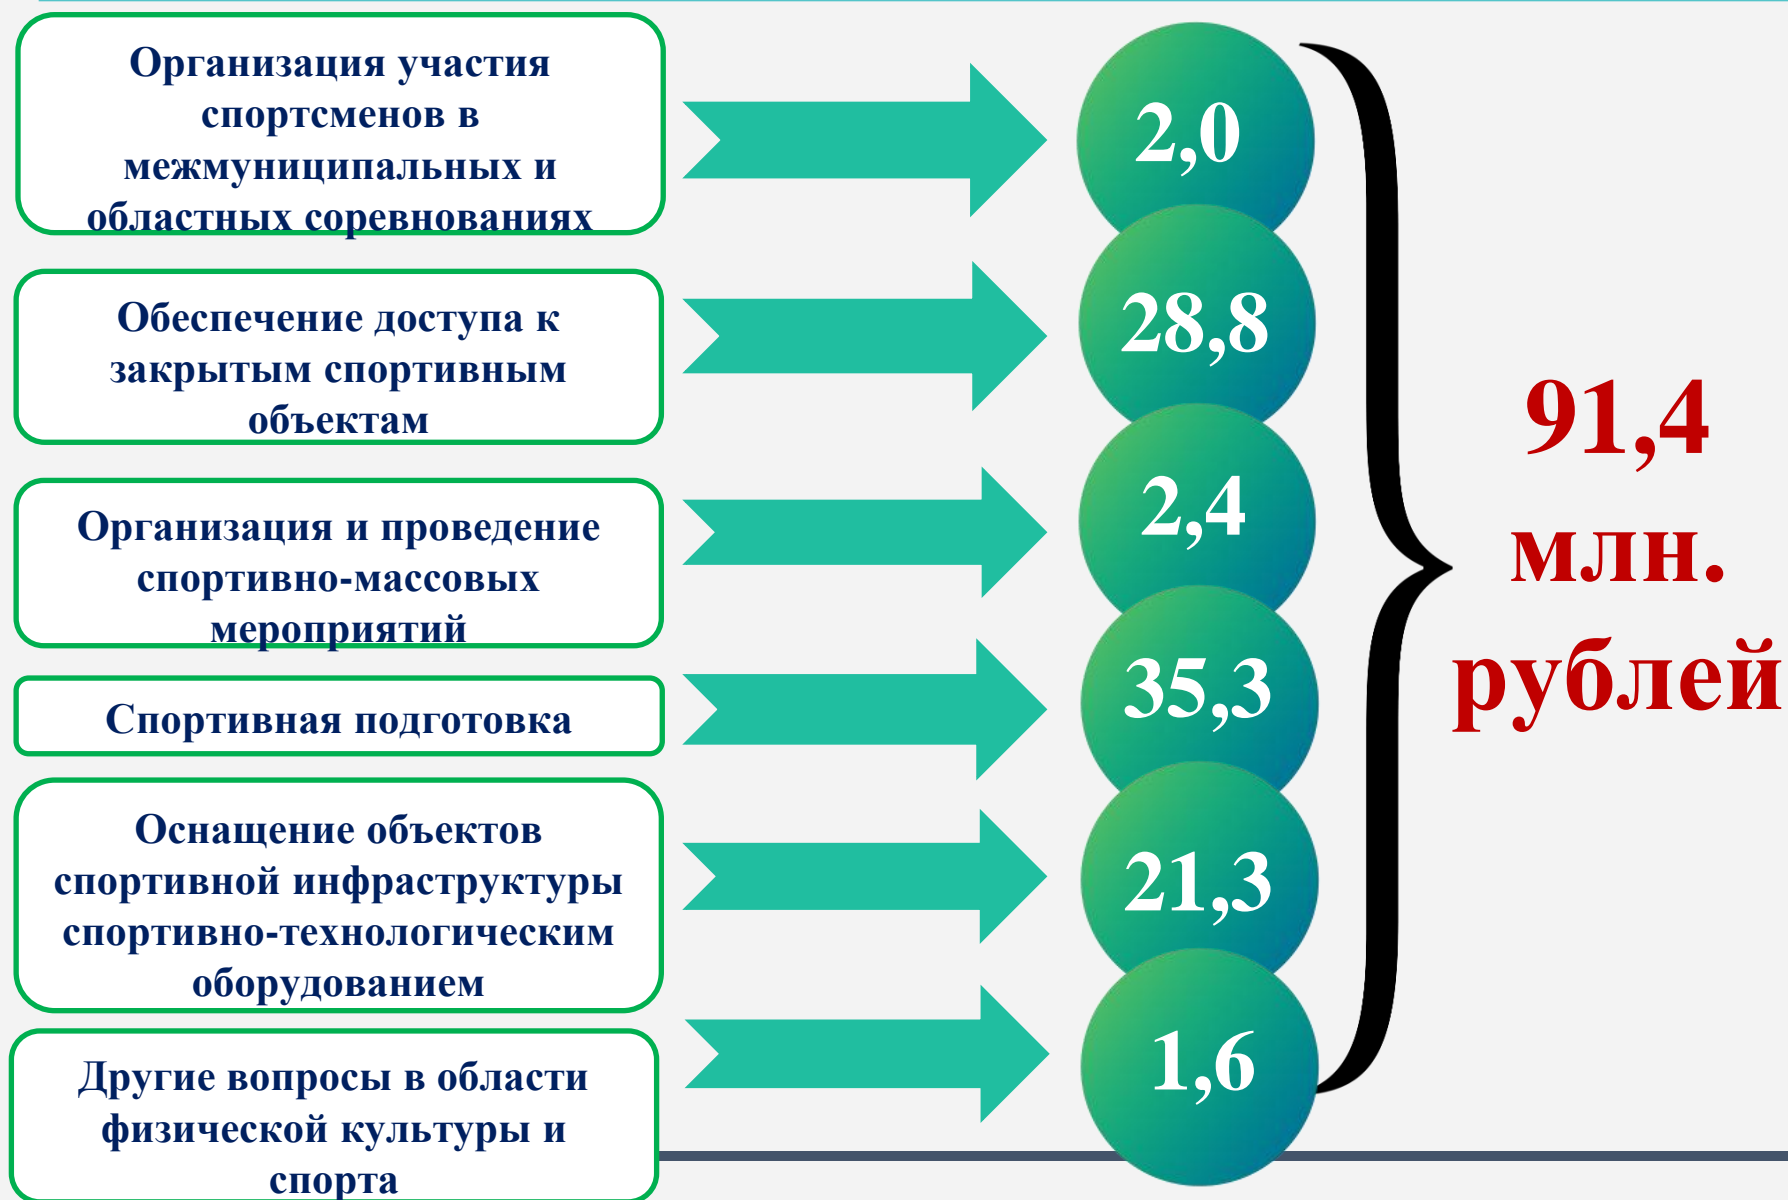 Организация участия
спортсменов в
межмуниципальных и
областных соревнованиях
2,0
Обеспечение доступа к
закрытым спортивным
объектам
28,8
Организация и проведение
спортивно-массовых
мероприятий
2,4
Спортивная подготовка
35,3
Оснащение объектов
спортивной инфраструктуры
спортивно-технологическим
оборудованием
21,3
Другие вопросы в области
физической культуры и
спорта
1,6
91,4
млн.
рублей